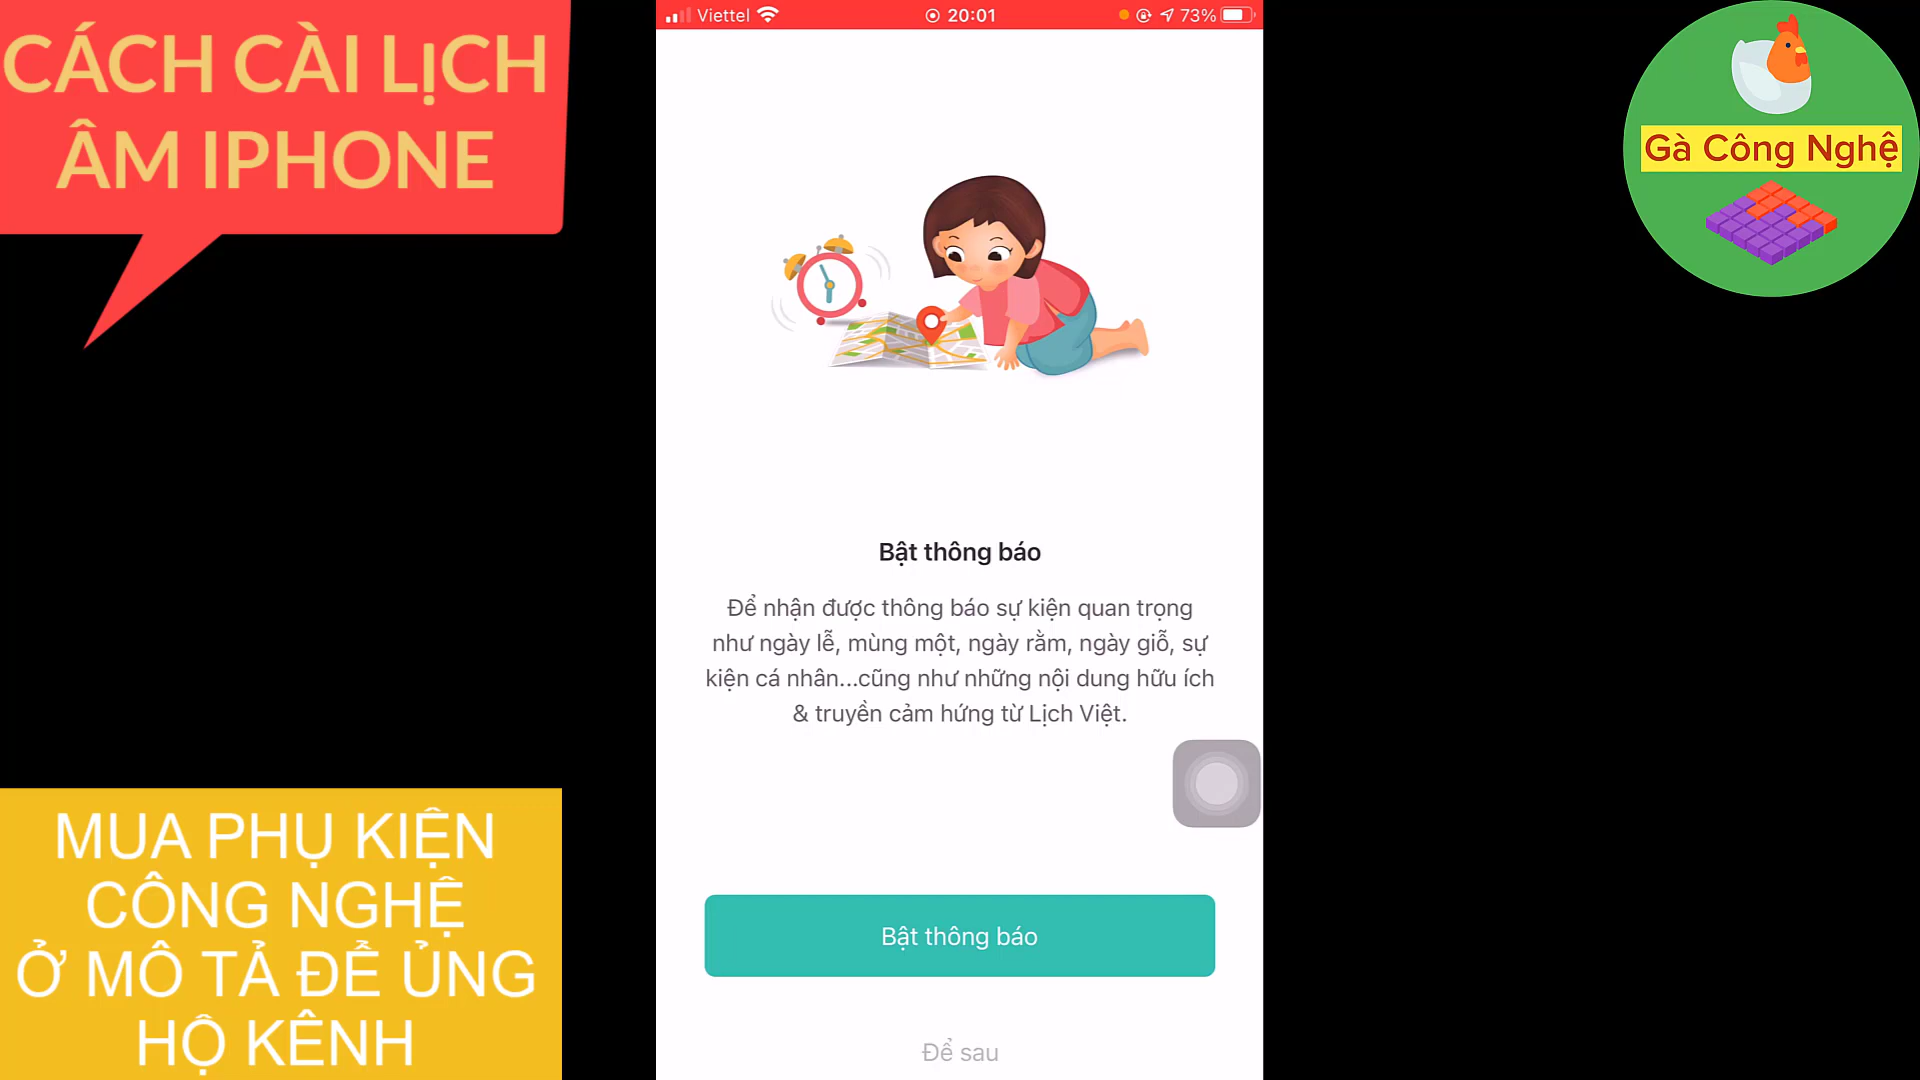 CÁCH CÀI LỊCH
ÂM IPHONE
Viettel
20:01
73%
Gà Công Nghệ
Bật thông báo
Để nhận được thông báo sự kiện quan trọng
như ngày lễ, mùng một, ngày rằm, ngày giỗ, sự
kiện cá nhân...cũng như những nội dung hữu ích
& truyền cảm hứng từ Lịch Việt.
Bật thông báo
Để sau
MUA PHỤ KIỆN
CÔNG NGHỆ
Ở MÔ TẢ ĐỂ ỦNG
HỘ KÊNH